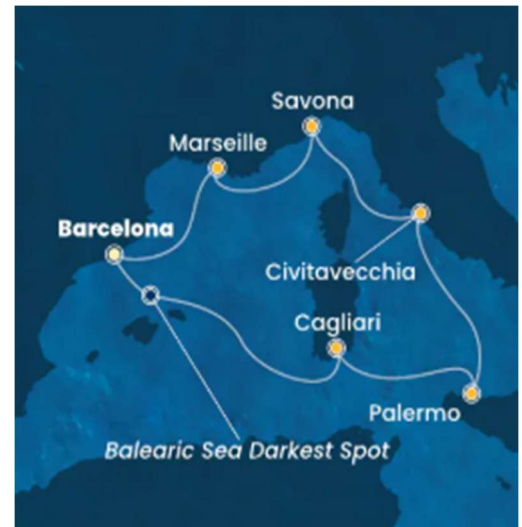 Savona
Marseille
Barcelona
Civitavecchia
Cagliari
Palermo
Balearic Sea Darkest Spot